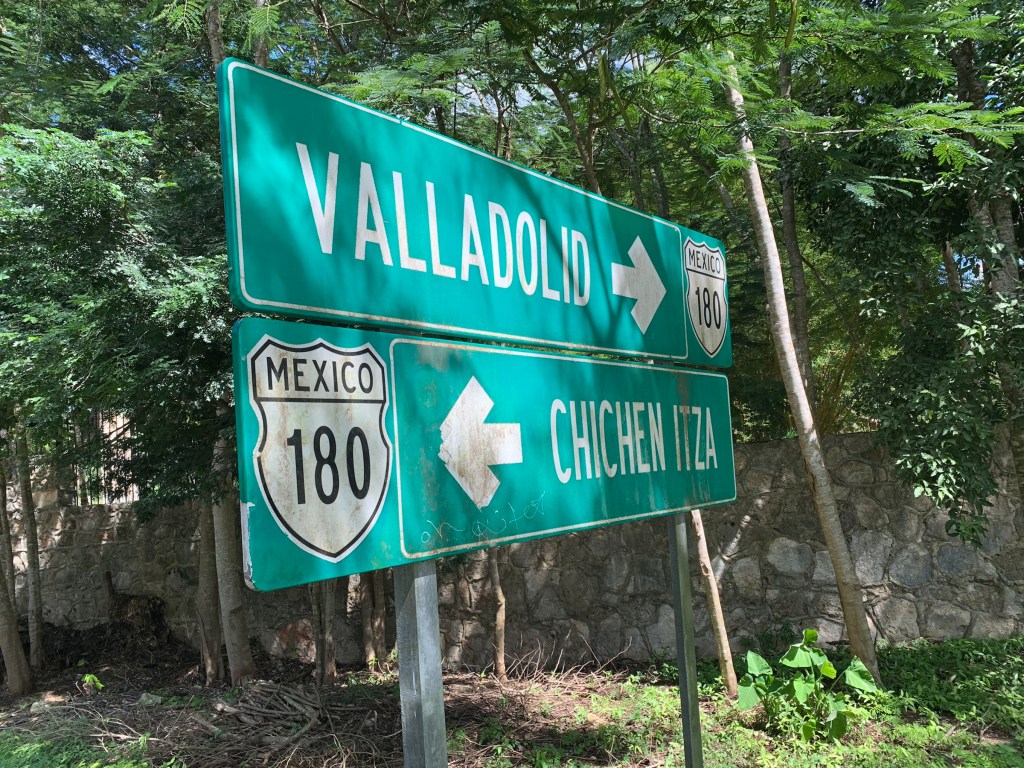 VALLADOLID
MEXICO
180
MEXICO
180
CHICHEN ITZA